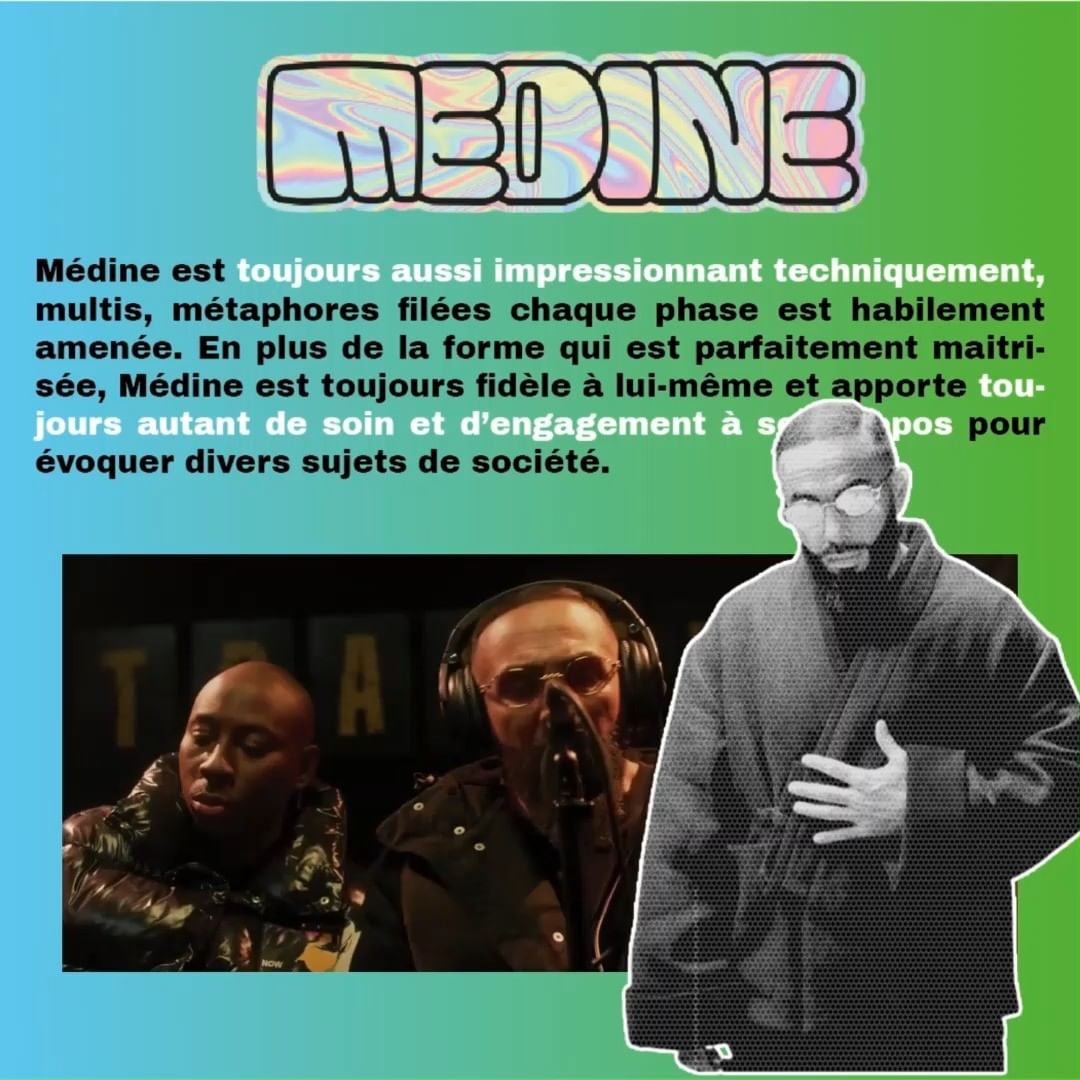 MEDINE
Médine est toujours aussi impressionnant techniquement,
multis, métaphores filées chaque phase est habilement
amenée. En plus de la forme qui est parfaitement maitri-
sée, Médine est toujours fidèle à lui-même et apporte tou-
jours autant de soin et d’engagement à pour
évoquer divers sujets de société.
NOW